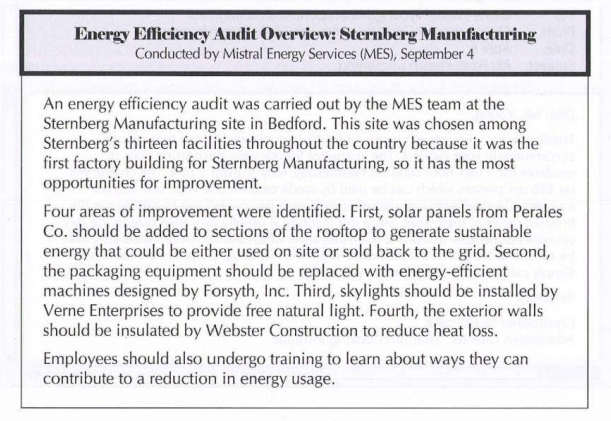 Energy Efficiency Audit Overview: Sternberg Manufacturing
Conducted by Mistral Energy Services (MES), September 4
An energy efficiency audit was carried out by the MES team at the
Sternberg Manufacturing site in Bedford. This site was chosen among
Sternberg's thirteen facilities throughout the country because it was the
first factory building for Sternberg Manufacturing, so it has the most
opportunities for improvement.
Four areas of improvement were identified. First, solar panels from Perales
Co. should be added to sections of the rooftop to generate sustainable
energy that could be either used on site or sold back to the grid. Second,
the packaging equipment should be replaced with energy-efficient
machines designed by Forsyth, Inc. Third, skylights should be installed by
Verne Enterprises to provide free natural light. Fourth, the exterior walls
should be insulated by Webster Construction to reduce heat loss.
Employees should also undergo training to learn about ways they can
contribute to a reduction in energy usage.